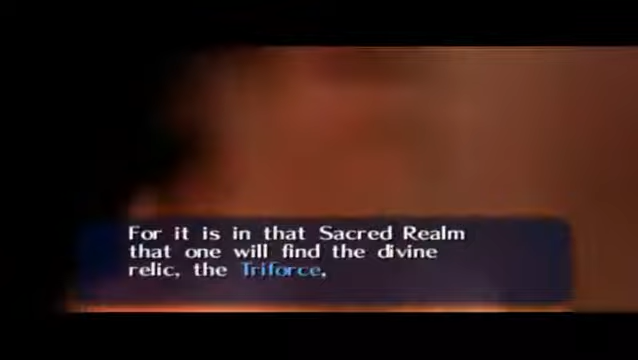 For it is in that Sacred Realm
that one will find the divine
relic, the Triforce,